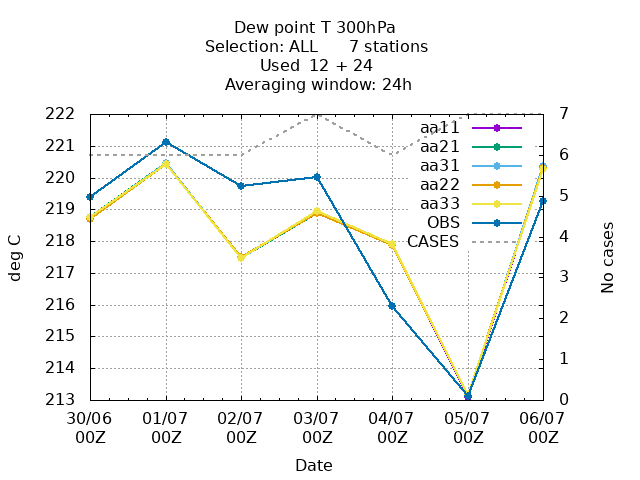 Dew point T 300hPa
Selection: ALL 7 stations
Used 12 + 24
Averaging window: 24h
222
221
220
219
218
217
216
215
214
213
deg C
7
6
5
4
3
2
1
0
No cases
aa11
aa21
aa31
aa22
aa33
OBS
CASES
30/06 01/07 02/07 03/07 04/07 05/07 06/07
00Z 00Z 00Z 00Z 00Z 00Z 00Z
Date